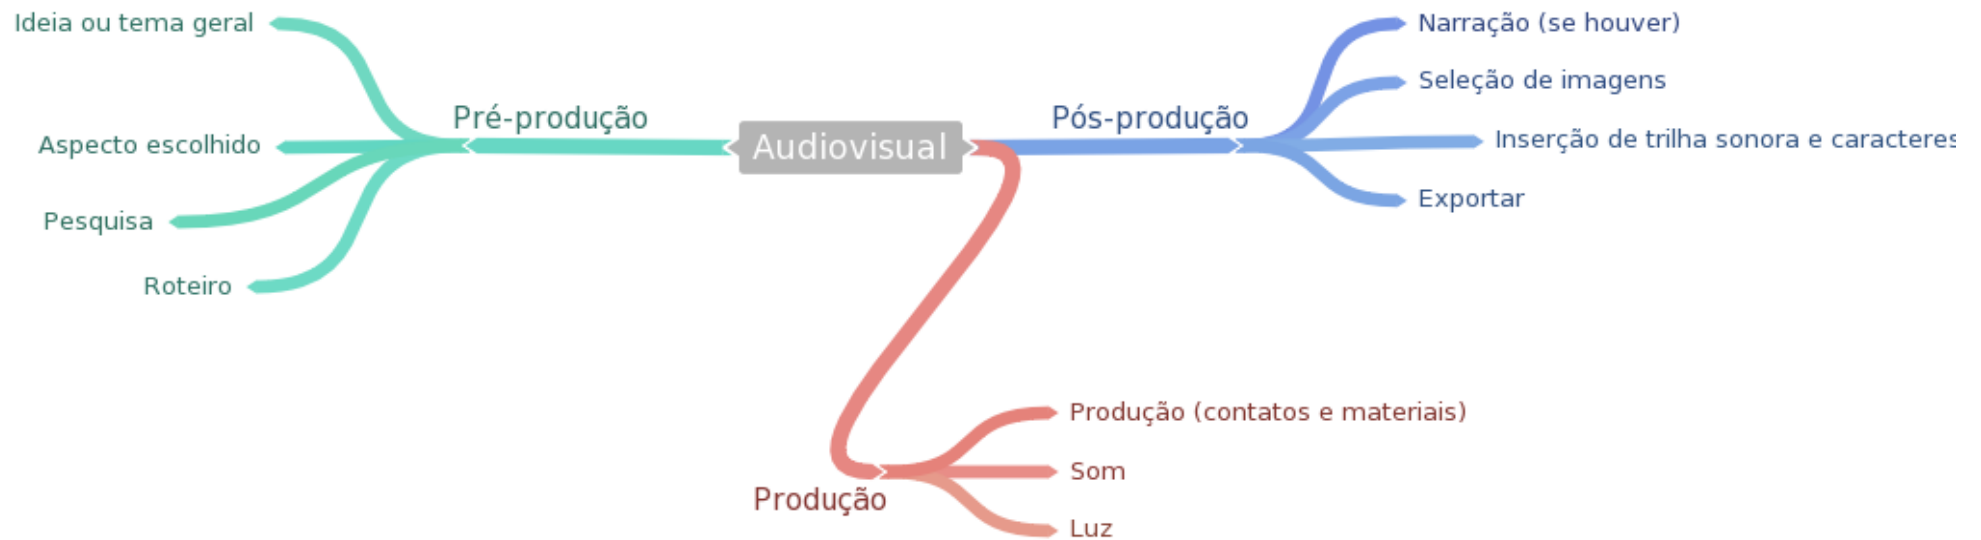 Ideia ou tema geral
Aspecto escolhido
Pesquisa
Roteiro
Pré-produção
Audiovisual
Pós-produção
Narração (se houver)
Seleção de imagens
Inserção de trilha sonora e caracteres
Exportar
Produção
Produção (contatos e materiais)
Som
Luz